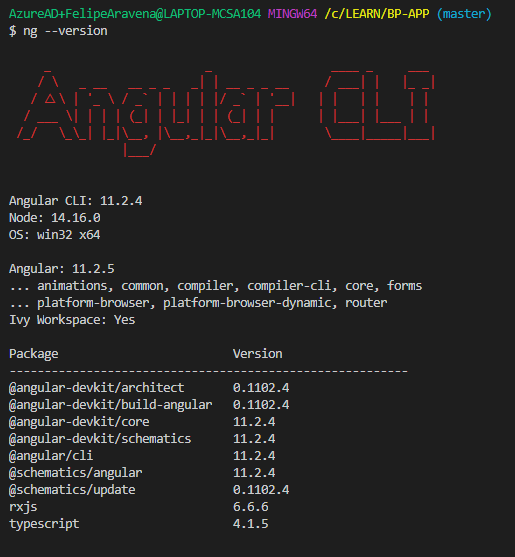 AzureAD+FelipeAravena@LAPTOP-MCSA104 MINGW64 /c/LEARN/BP-APP (master)
$ ng --version
Angular CLI
Angular CLI: 11.2.4
Node: 14.16.0
OS: win32 x64
Angular: 11.2.5
... animations, common, compiler, compiler-cli, core, forms
... platform-browser, platform-browser-dynamic, router
Ivy Workspace: Yes
Package Version
---------------------------------------------------------
@angular-devkit/architect 0.1102.4
@angular-devkit/build-angular 0.1102.4
@angular-devkit/core 11.2.4
@angular-devkit/schematics 11.2.4
@angular/cli 11.2.4
@schematics/angular 11.2.4
@schematics/update 0.1102.4
rxjs 6.6.6
typescript 4.1.5